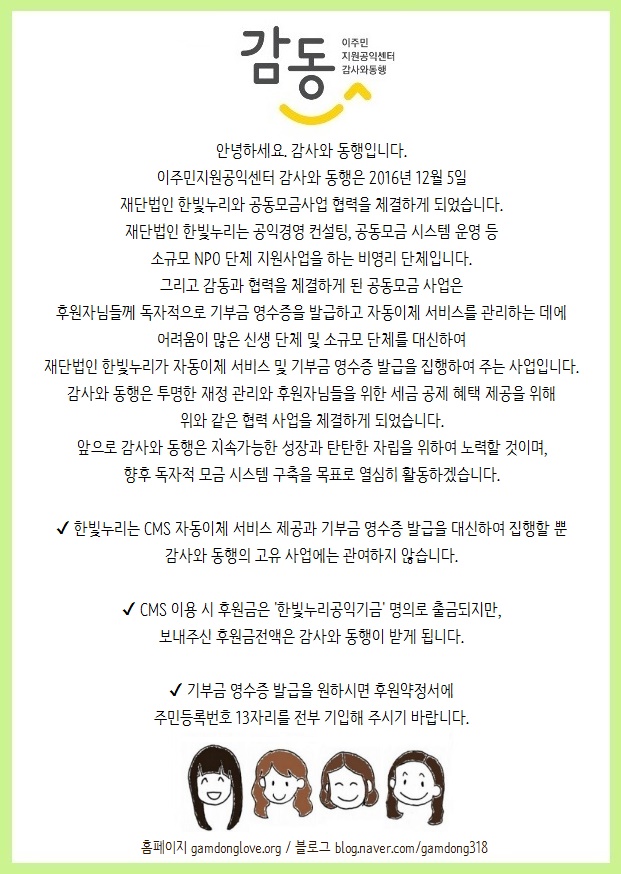 감동
이주민
지원공익센터
감사와동행
안녕하세요. 감사와 동행입니다.
이주민지원공익센터 감사와 동행은 2016년 12월 5일
재단법인 한빛누리와 공동모금사업 협력을 체결하게 되었습니다.
재단법인 한빛누리는 공익경영 컨설팅, 공동모금 시스템 운영 등
소규모 NPO 단체 지원사업을 하는 비영리 단체입니다.
그리고 감동과 협력을 체결하게 된 공동모금 사업은
후원자님들께 독자적으로 기부금 영수증을 발급하고 자동이체 서비스를 관리하는 데에
어려움이 많은 신생 단체 및 소규모 단체를 대신하여
재단법인 한빛누리가 자동이체 서비스 및 기부금 영수증 발급을 집행하여 주는 사업입니다.
감사와 동행은 투명한 재정 관리와 후원자님들을 위한 세금 공제 혜택 제공을 위해
위와 같은 협력 사업을 체결하게 되었습니다.
앞으로 감사와 동행은 지속가능한 성장과 탄탄한 자립을 위하여 노력할 것이며,
향후 독자적 모금 시스템 구축을 목표로 열심히 활동하겠습니다.
✔ 한빛누리는 CMS 자동이체 서비스 제공과 기부금 영수증 발급을 대신하여 집행할 뿐
감사와 동행의 고유 사업에는 관여하지 않습니다.
✔ CMS 이용 시 후원금은 '한빛누리공익기금' 명의로 출금되지만,
보내주신 후원금전액은 감사와 동행이 받게 됩니다.
✔ 기부금 영수증 발급을 원하시면 후원약정서에
주민등록번호 13자리를 전부 기입해 주시기 바랍니다.
홈페이지 gamdonglove.org / 블로그 blog.naver.com/gamdong318